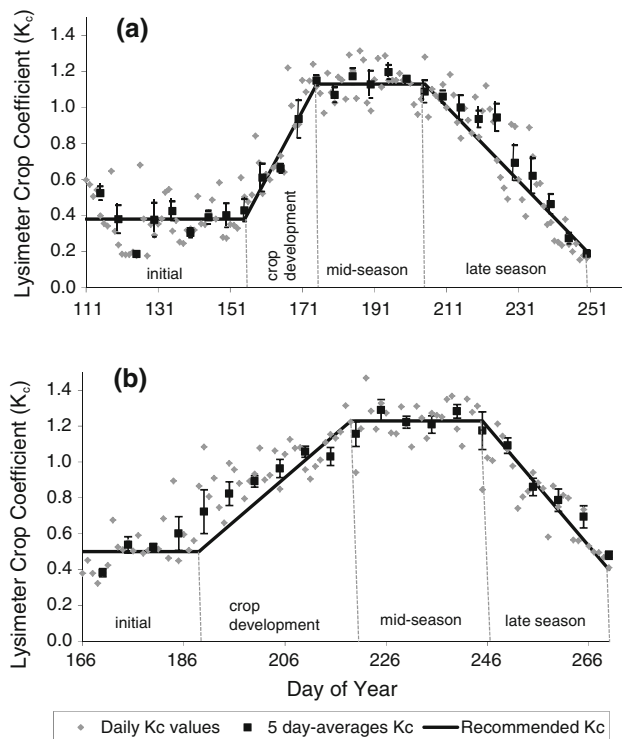 (a)
Lysimeter Crop Coefficient (Kc)
1.4
1.2
1.0
0.8
0.6
0.4
0.2
0.0
initial
crop
development
mid-season
late season
111 131 151 171 191 211 231 251
(b)
Lysimeter Crop Coefficient (Kc)
1.4
1.2
1.0
0.8
0.6
0.4
0.2
0.0
initial
crop
development
mid-season
late season
166 186 206 226 246 266
Day of Year
Daily Kc values 5 day-averages Kc Recommended Kc